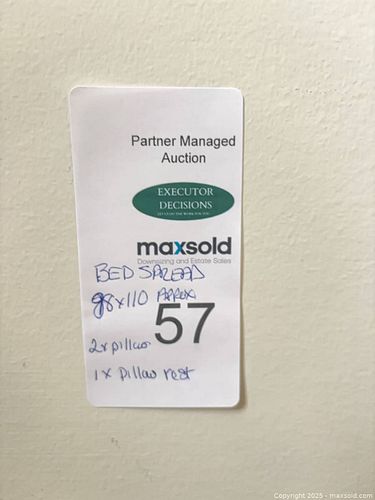 Partner Managed
Auction
EXECUTOR
DECISIONS
maxsold
Downsizing and Estate Sales
BED SPREAD
98x110 APPROX
57
2x pillow
1x pillow rest
Copyright 2025 - maxsold.com